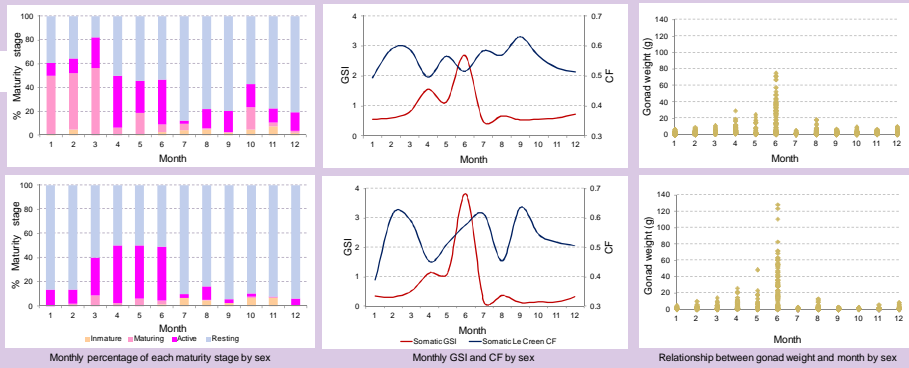 100
80
60
40
20
0
% Maturity stage
1 2 3 4 5 6 7 8 9 10 11 12
Month
4
3
2
1
0
GSI
0.7
0.6
0.5
0.4
0.3
CF
1 2 3 4 5 6 7 8 9 10 11 12
Month
140
120
100
80
60
40
20
0
Gonad weight (g)
1 2 3 4 5 6 7 8 9 10 11 12
Month
100
80
60
40
20
0
% Maturity stage
1 2 3 4 5 6 7 8 9 10 11 12
Month
Inmature Maturing Active Resting
4
3
2
1
0
GSI
0.7
0.6
0.5
0.4
0.3
CF
1 2 3 4 5 6 7 8 9 10 11 12
Month
Somatic GSI Somatic Le Creen CF
140
120
100
80
60
40
20
0
Gonad weight (g)
1 2 3 4 5 6 7 8 9 10 11 12
Month
Monthly percentage of each maturity stage by sex
Monthly GSI and CF by sex
Relationship between gonad weight and month by sex